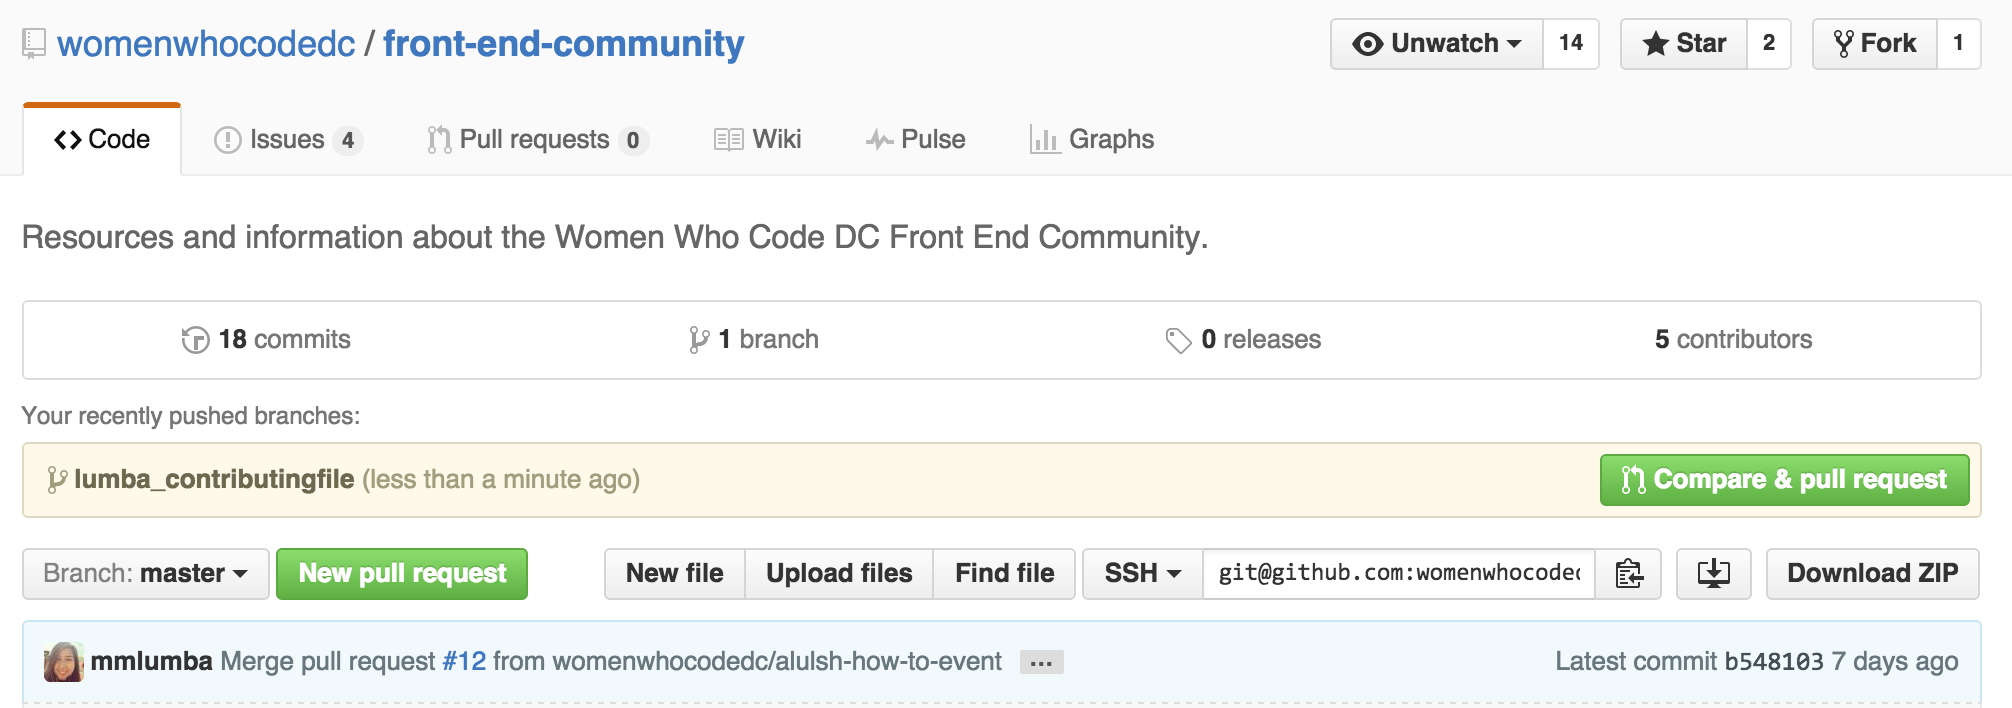 womenwhocodedc / front-end-community Unwatch 14 Star 2 Fork 1
Code Issues 4 Pull requests 0 Wiki Pulse Graphs
Resources and information about the Women Who Code DC Front End Community.
18 commits 1 branch 0 releases 5 contributors
Your recently pushed branches:
lumba_contributingfile (less than a minute ago) Compare & pull request
Branch: master New pull request New file Upload files Find file SSH git@github.com:womenwhocodec Download ZIP
mmlumba Merge pull request #12 from womenwhocodedc/alulsh-how-to-event ... Latest commit b548103 7 days ago